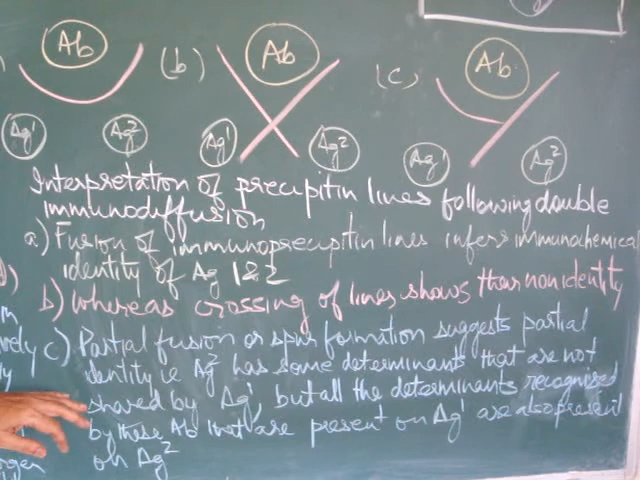 Ab (b) Ab (c) Ab
Ag1 Ag2 Ag1 Ag2 Ag1 Ag2
Interpretation of precipitin lines following double
immunodiffusion
a) Fusion of immunoprecipitin lines infers immunochemical
identity of Ag 1 & 2
b) whereas crossing of lines shows their nonidentity
c) Partial fusion or spur formation suggests partial
identity ie Ag2 has some determinants that are not
shared by Ag1, but all the determinants recognised
by these Ab that are present on Ag1 are also present
on Ag2